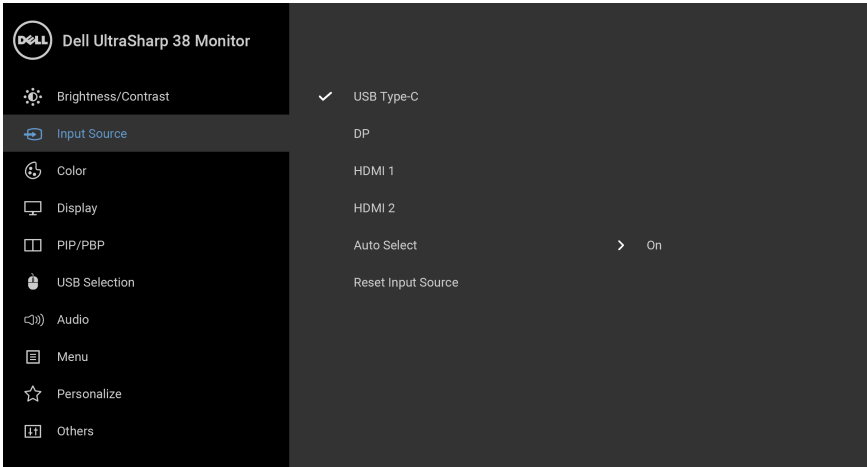 DELL Dell UltraSharp 38 Monitor
Brightness/Contrast
Input Source
Color
Display
PIP/PBP
USB Selection
Audio
Menu
Personalize
Others
USB Type-C
DP
HDMI 1
HDMI 2
Auto Select On
Reset Input Source